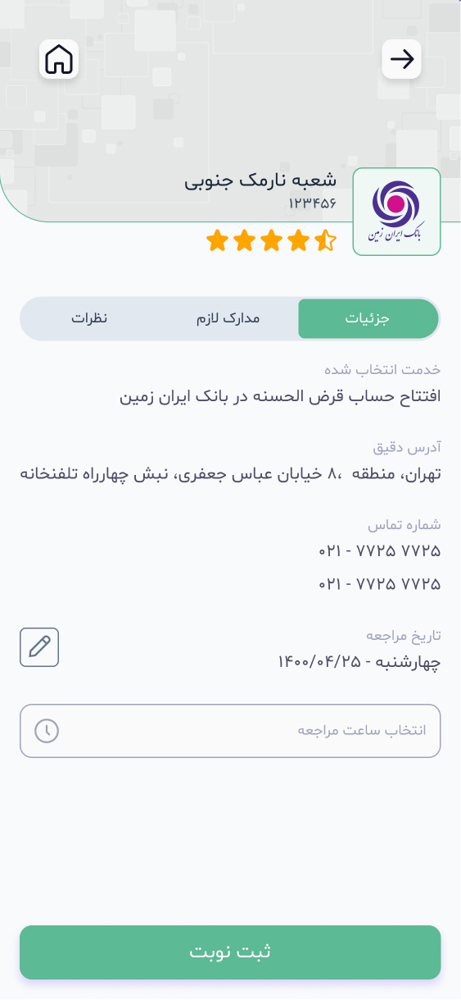 شعبه نارمک جنوبی
۱۲۳۴۵۶
بانک ایران زمین
جزئیات
مدارک لازم
نظرات
خدمت انتخاب شده
افتتاح حساب قرض الحسنه در بانک ایران زمین
آدرس دقیق
تهران، منطقه ۸، خیابان عباس جعفری، نبش چهارراه تلفنخانه
شماره تماس
۰۲۱ - ۷۷۲۵ ۷۷۲۵
۰۲۱ - ۷۷۲۵ ۷۷۲۵
تاریخ مراجعه
چهارشنبه - ۱۴۰۰/۰۴/۲۵
انتخاب ساعت مراجعه
ثبت نوبت